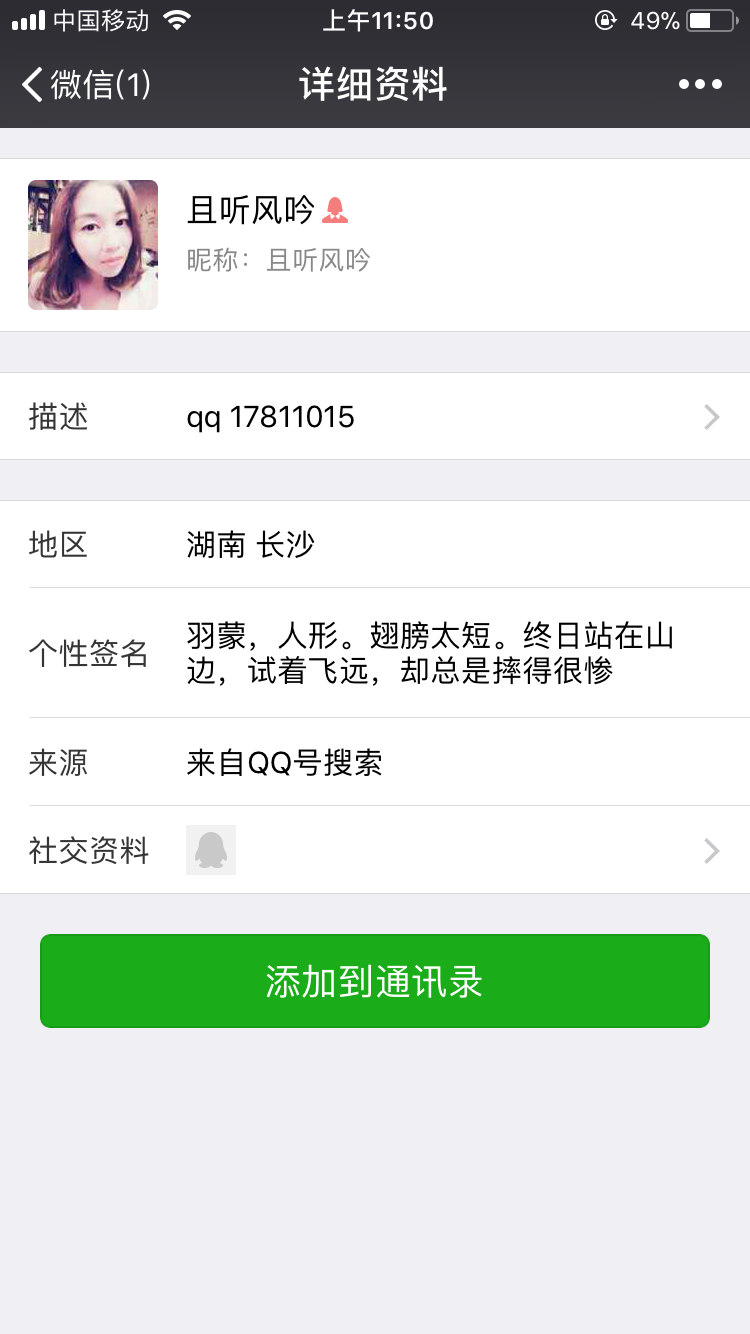 中国移动 上午11:50 49%
微信(1) 详细资料
且听风吟
昵称：且听风吟
描述 qq 17811015
地区 湖南 长沙
个性签名 羽蒙，人形。翅膀太短。终日站在山
边，试着飞远，却总是摔得很惨
来源 来自QQ号搜索
社交资料
添加到通讯录